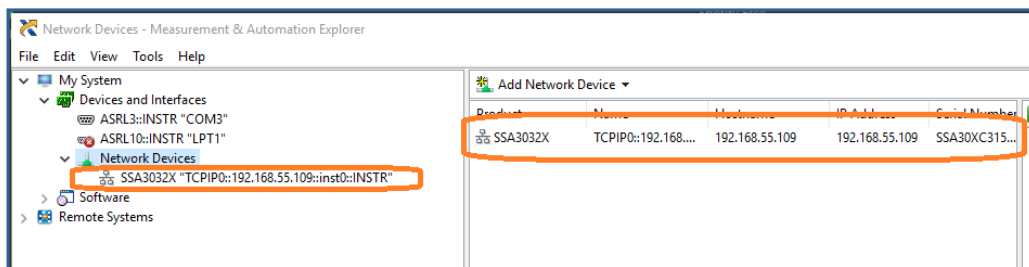 Network Devices - Measurement & Automation Explorer
File Edit View Tools Help
My System
Devices and Interfaces
ASRL3::INSTR "COM3"
ASRL10::INSTR "LPT1"
Network Devices
SSA3032X "TCPIP0::192.168.55.109::inst0::INSTR"
Software
Remote Systems
Add Network Device
Product Name Hostname IP Address Serial Number
SSA3032X TCPIP0::192.168.... 192.168.55.109 192.168.55.109 SSA30XC315...